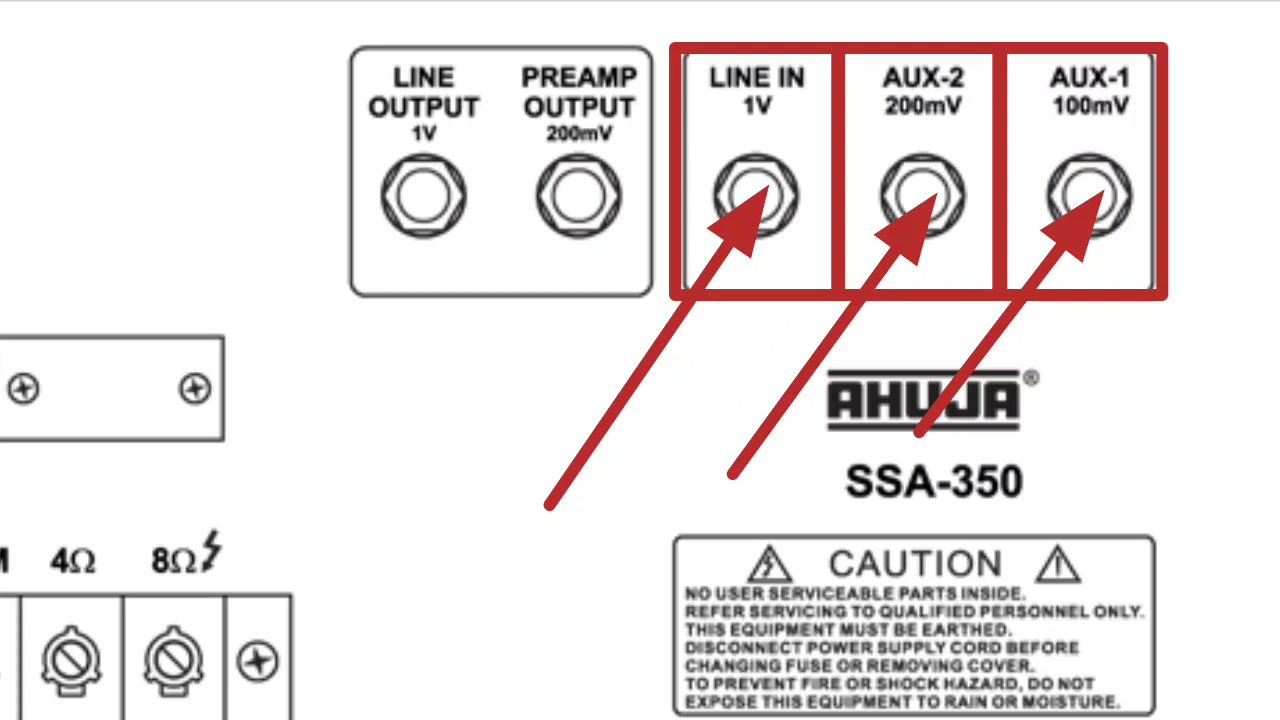 LINE
OUTPUT
1V
PREAMP
OUTPUT
200mV
LINE IN
1V
AUX-2
200mV
AUX-1
100mV
AHUJA®
SSA-350
M 4Ω 8Ω
CAUTION
NO USER SERVICEABLE PARTS INSIDE.
REFER SERVICING TO QUALIFIED PERSONNEL ONLY.
THIS EQUIPMENT MUST BE EARTHED.
DISCONNECT POWER SUPPLY CORD BEFORE
CHANGING FUSE OR REMOVING COVER.
TO PREVENT FIRE OR SHOCK HAZARD, DO NOT
EXPOSE THIS EQUIPMENT TO RAIN OR MOISTURE.